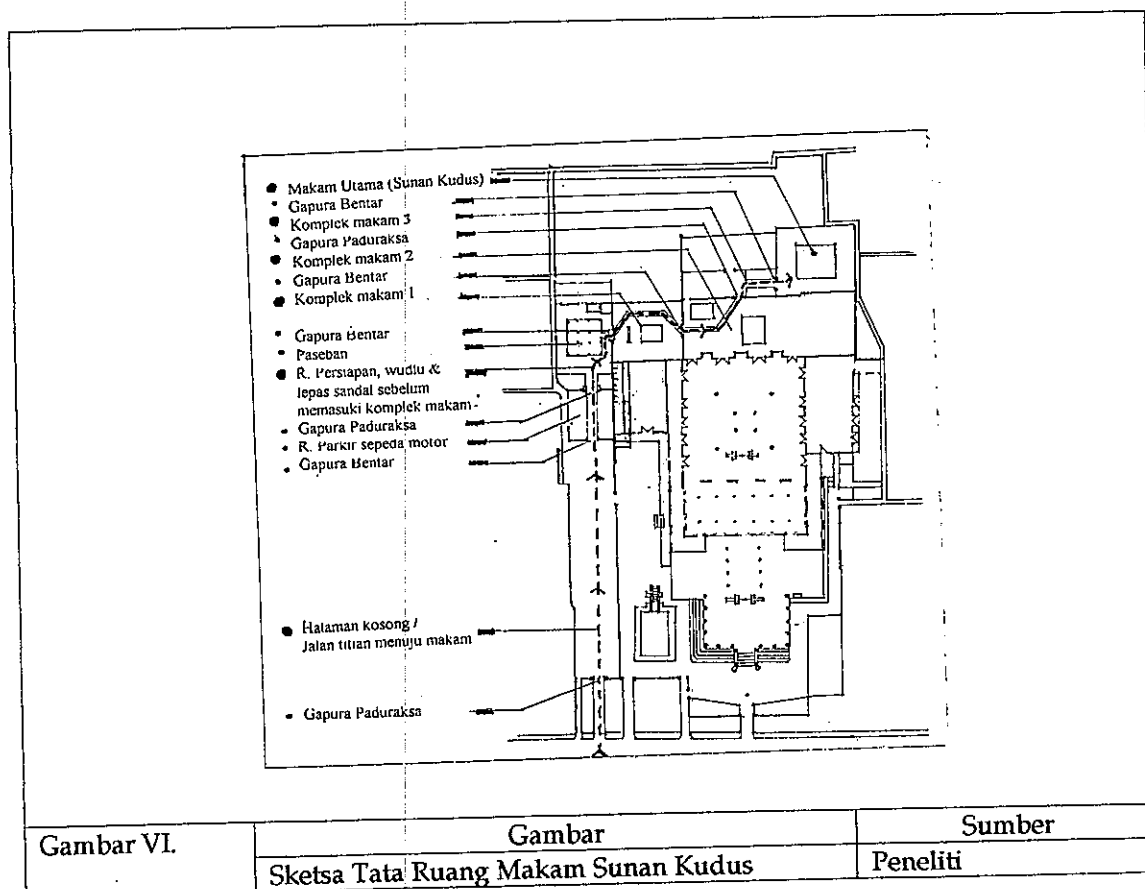 Makam Utama (Sunan Kudus)
Gapura Bentar
Komplek makam 3
Gapura Paduraksa
Komplek makam 2
Gapura Bentar
Komplek makam 1
Gapura Bentar
Paseban
R. Persiapan, wudlu &
lepas sandal sebelum
memasuki komplek makam
Gapura Paduraksa
R. Parkir sepeda motor
Gapura Bentar
Halaman kosong /
Jalan titian menuju makam
Gapura Paduraksa
Gambar VI.
Gambar
Sumber
Sketsa Tata Ruang Makam Sunan Kudus
Peneliti